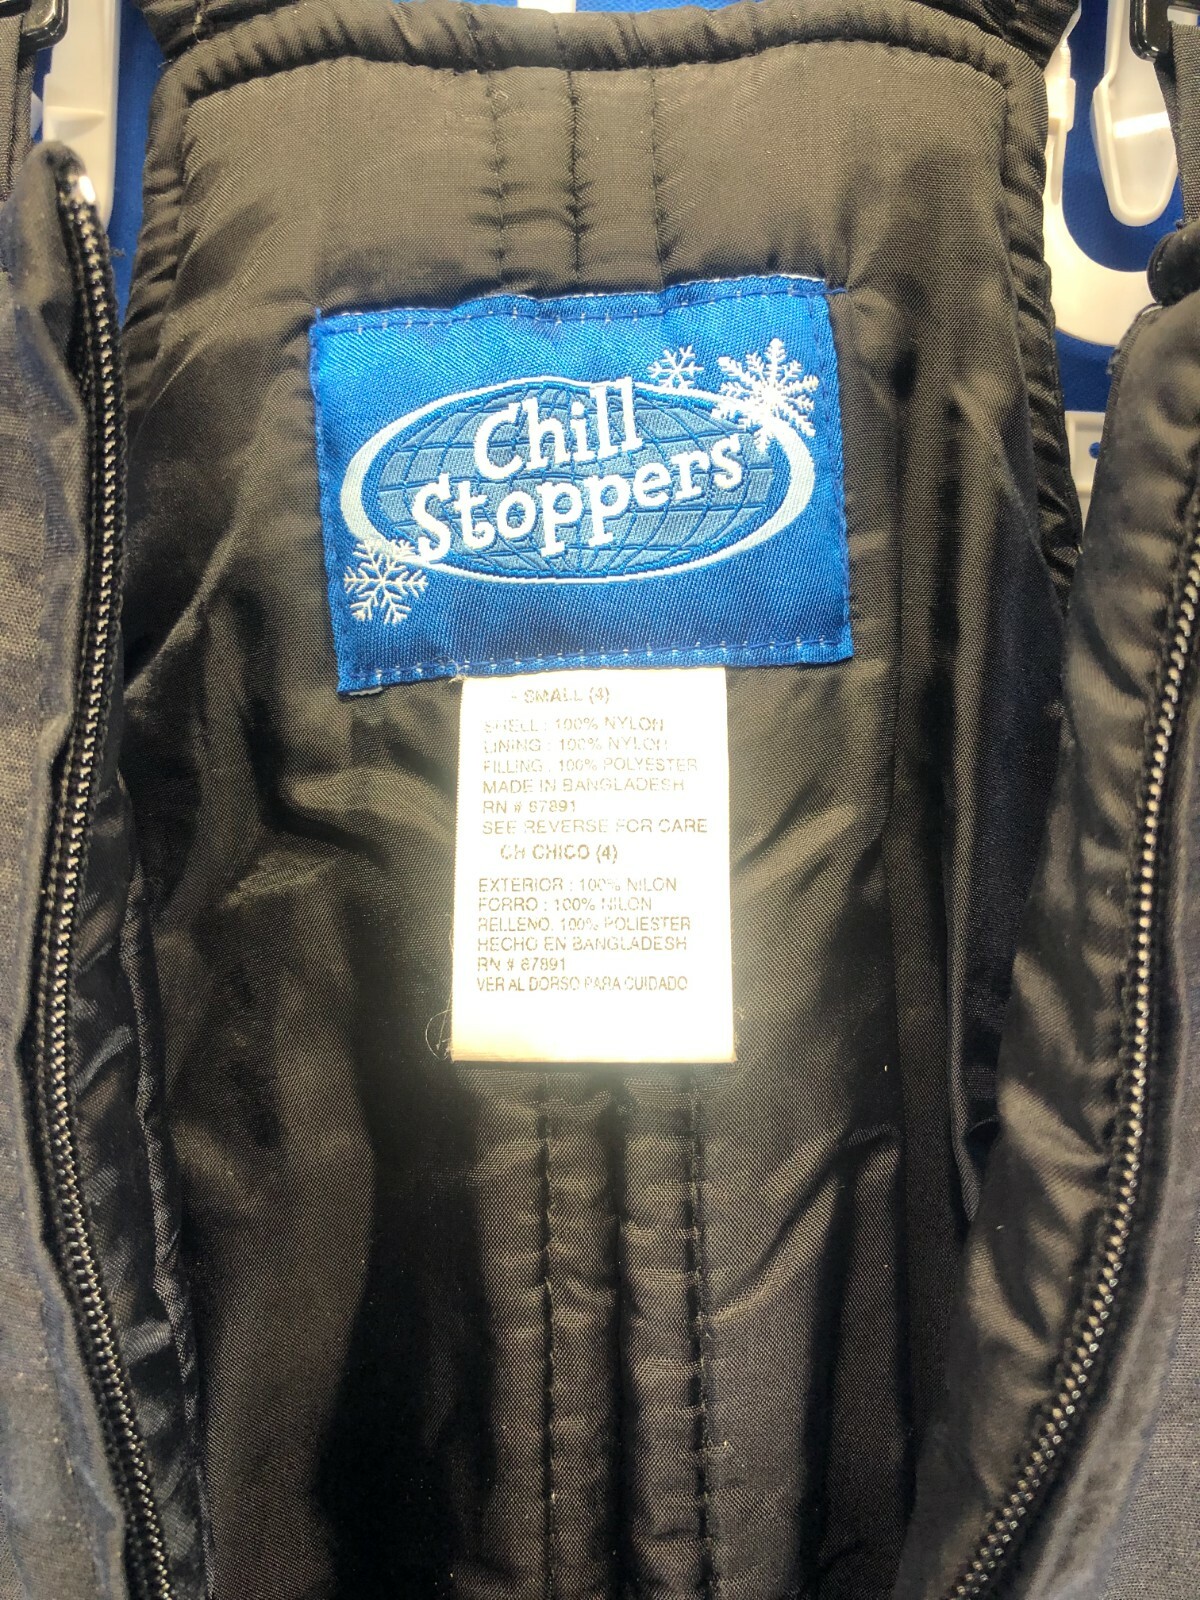 Chill
Stoppers
SMALL (4)
SHELL : 100% NYLON
LINING : 100% NYLON
FILLING : 100% POLYESTER
MADE IN BANGLADESH
RN # 67891
SEE REVERSE FOR CARE
CH CHICO (4)
EXTERIOR : 100% NILON
FORRO : 100% NILON
RELLENO: 100% POLIESTER
HECHO EN BANGLADESH
RN # 67891
VER AL DORSO PARA CUIDADO